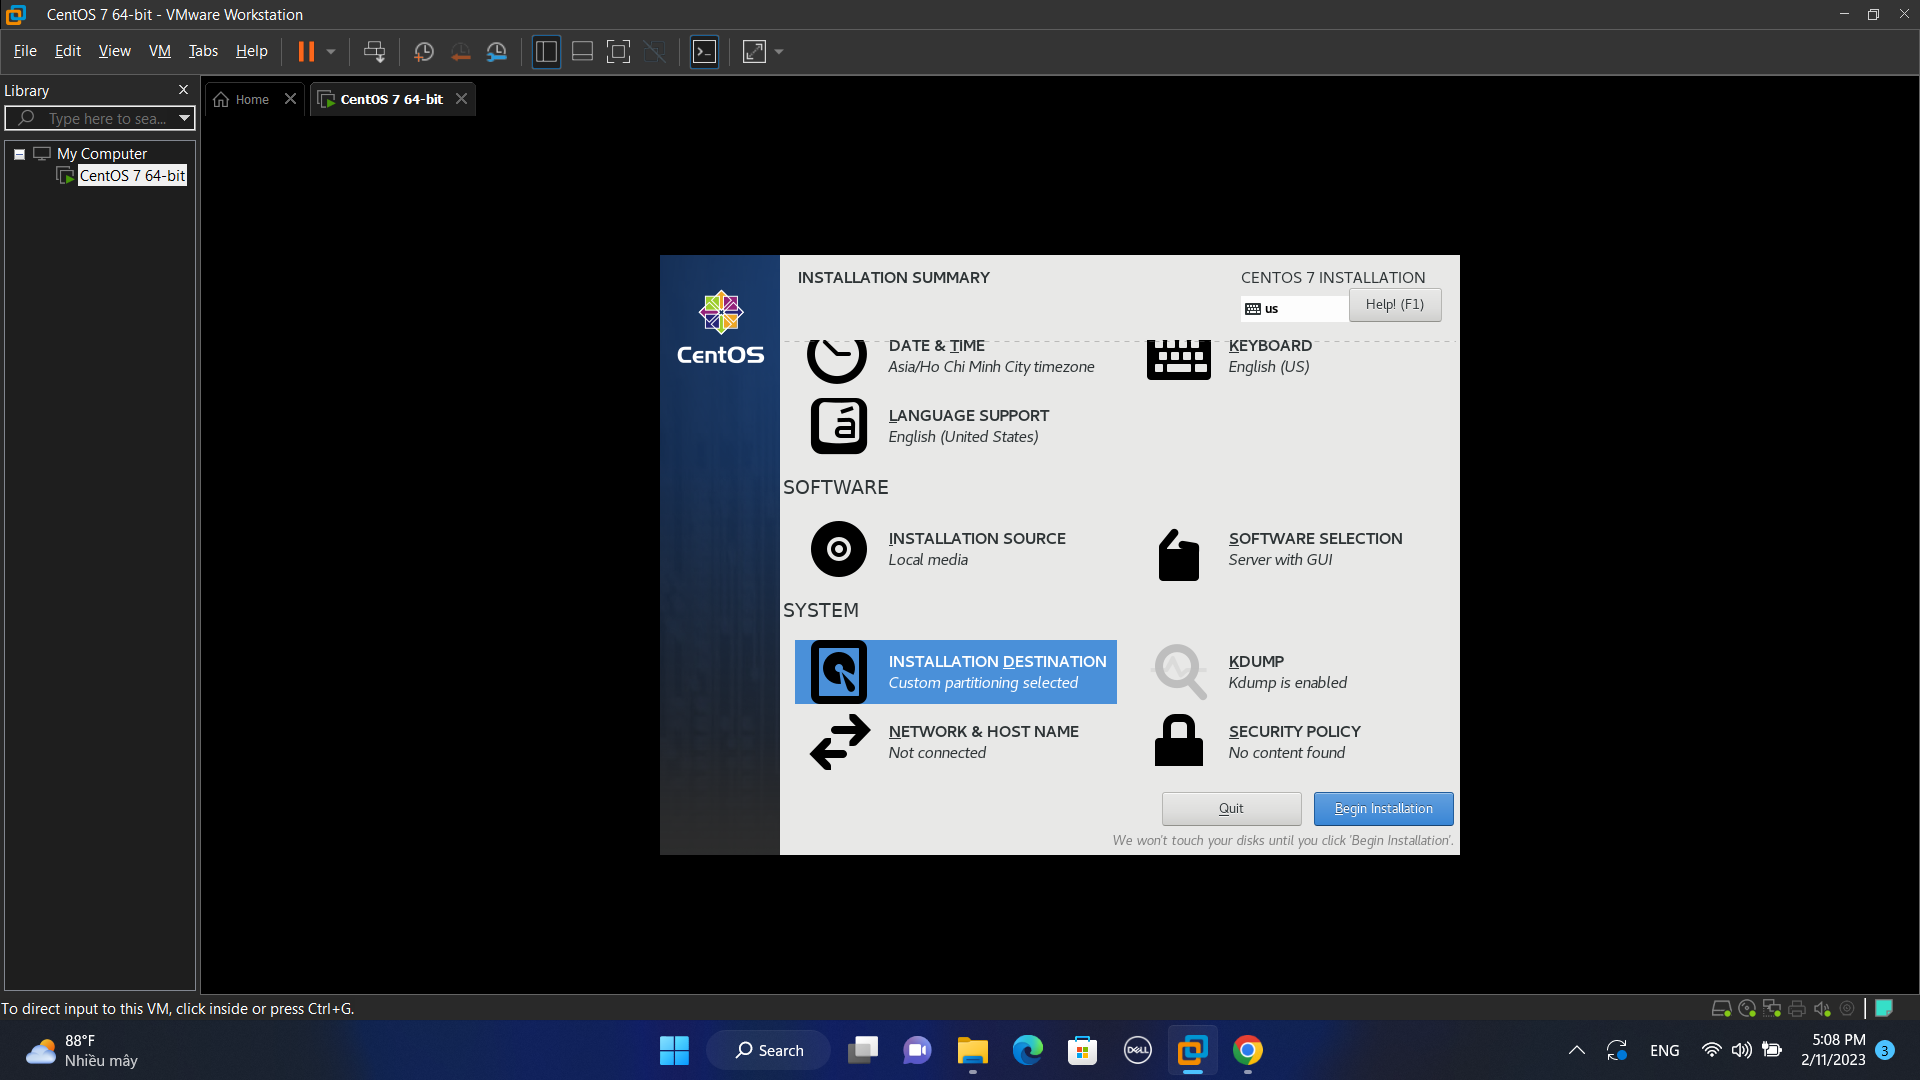 CentOS 7 64-bit - VMware Workstation
File Edit View VM Tabs Help
Library
Type here to sea...
My Computer
CentOS 7 64-bit
Home
CentOS 7 64-bit
CentOS
INSTALLATION SUMMARY
CENTOS 7 INSTALLATION
us
Help! (F1)
DATE & TIME
Asia/Ho Chi Minh City timezone
KEYBOARD
English (US)
LANGUAGE SUPPORT
English (United States)
SOFTWARE
INSTALLATION SOURCE
Local media
SOFTWARE SELECTION
Server with GUI
SYSTEM
INSTALLATION DESTINATION
Custom partitioning selected
KDUMP
Kdump is enabled
NETWORK & HOST NAME
Not connected
SECURITY POLICY
No content found
Quit
Begin Installation
We won't touch your disks until you click 'Begin Installation'.
To direct input to this VM, click inside or press Ctrl+G.
88°F
Nhiều mây
Search
DELL
ENG
5:08 PM
2/11/2023
3